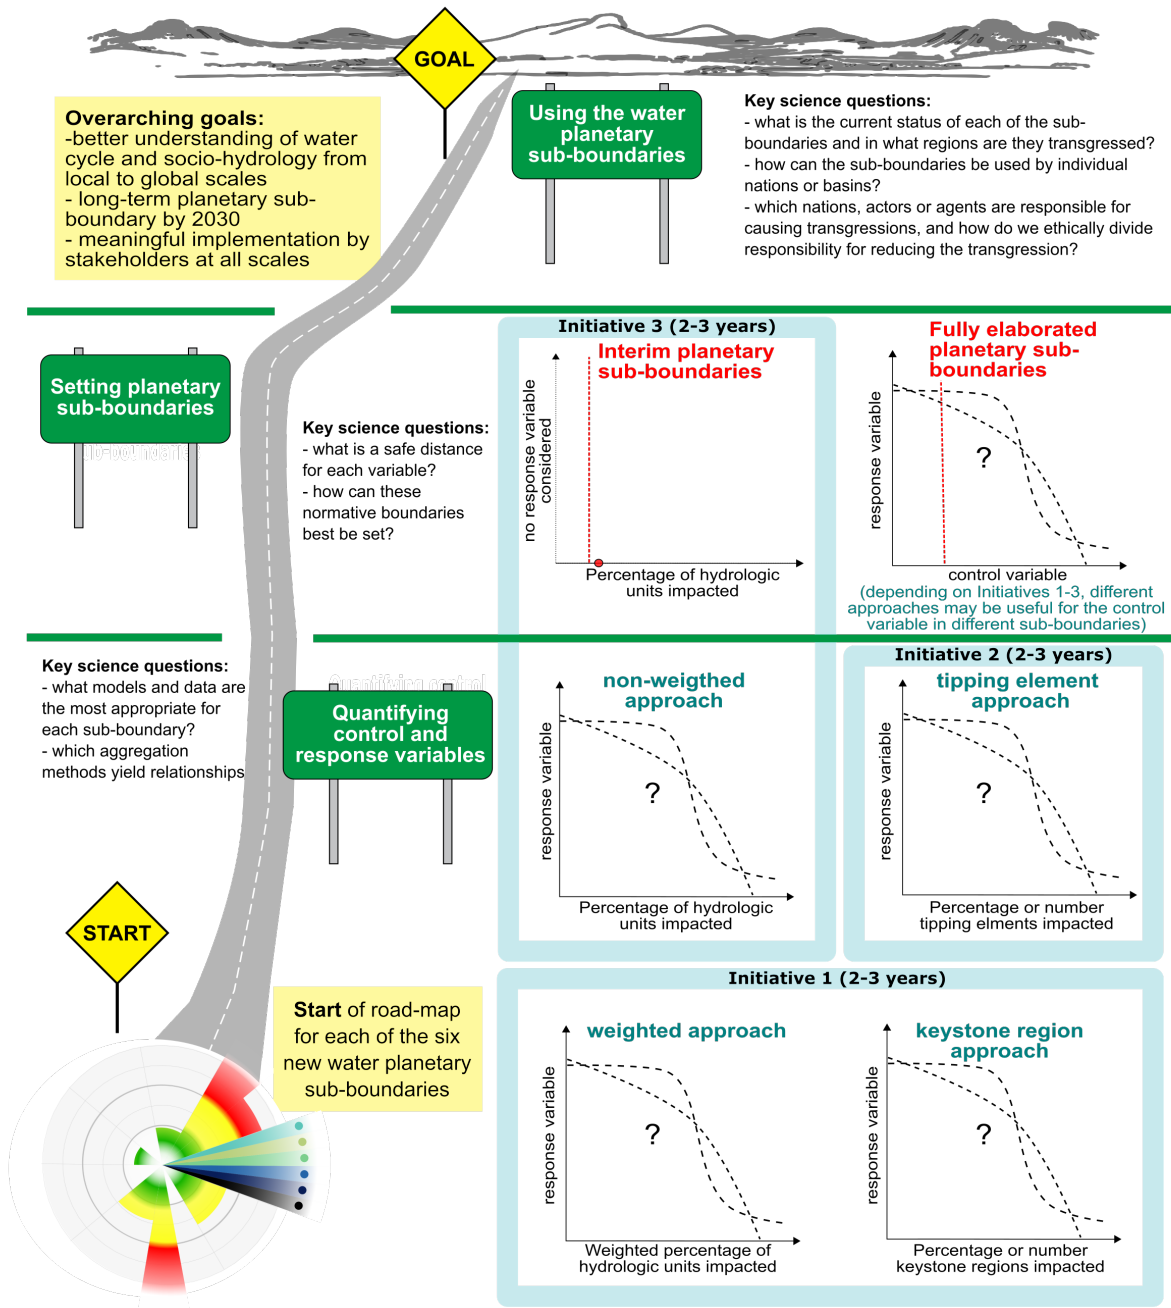 GOAL
Overarching goals:
-better understanding of water
cycle and socio-hydrology from
local to global scales
- long-term planetary sub-
boundary by 2030
- meaningful implementation by
stakeholders at all scales
Using the water
planetary
sub-boundaries
Key science questions:
- what is the current status of each of the sub-
boundaries and in what regions are they transgressed?
- how can the sub-boundaries be used by individual
nations or basins?
- which nations, actors or agents are responsible for
causing transgressions, and how do we ethically divide
responsibility for reducing the transgression?
Setting planetary
sub-boundaries
Key science questions:
- what is a safe distance
for each variable?
- how can these
normative boundaries
best be set?
Initiative 3 (2-3 years)
Interim planetary
sub-boundaries
no response variable
considered
Percentage of hydrologic
units impacted
Fully elaborated
planetary sub-
boundaries
response variable
?
control variable
(depending on Initiatives 1-3, different
approaches may be useful for the control
variable in different sub-boundaries)
Key science questions:
- what models and data are
the most appropriate for
each sub-boundary?
- which aggregation
methods yield relationships
Quantifying control
Quantifying
control and
response variables
non-weigthed
approach
response variable
?
Percentage of hydrologic
units impacted
Initiative 2 (2-3 years)
tipping element
approach
response variable
?
Percentage or number
tipping elments impacted
START
Start of road-map
for each of the six
new water planetary
sub-boundaries
Initiative 1 (2-3 years)
weighted approach
response variable
?
Weighted percentage of
hydrologic units impacted
keystone region
approach
response variable
?
Percentage or number
keystone regions impacted